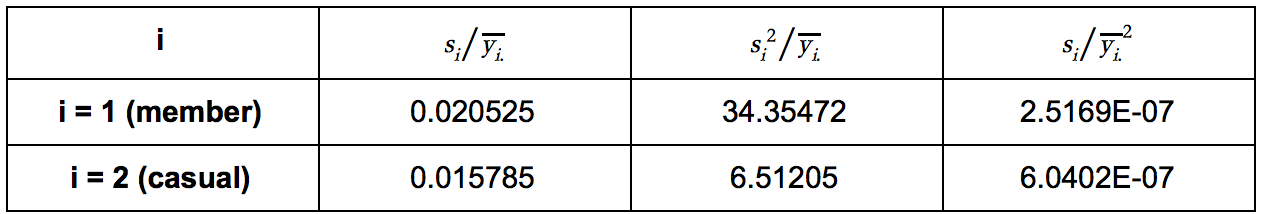 i s_i/ȳ_i. s_i²/ȳ_i. s_i/ȳ_i.²
i = 1 (member) 0.020525 34.35472 2.5169E-07
i = 2 (casual) 0.015785 6.51205 6.0402E-07